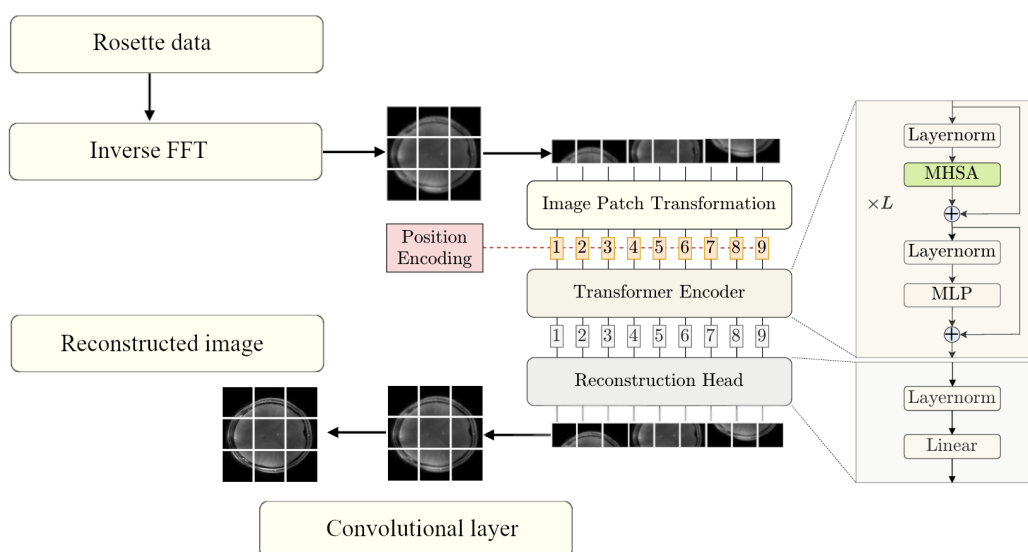 Rosette data
Inverse FFT
Image Patch Transformation
Position
Encoding
1 2 3 4 5 6 7 8 9
Transformer Encoder
1 2 3 4 5 6 7 8 9
Reconstruction Head
Layernorm
MHSA
×L
Layernorm
MLP
Layernorm
Linear
Reconstructed image
Convolutional layer